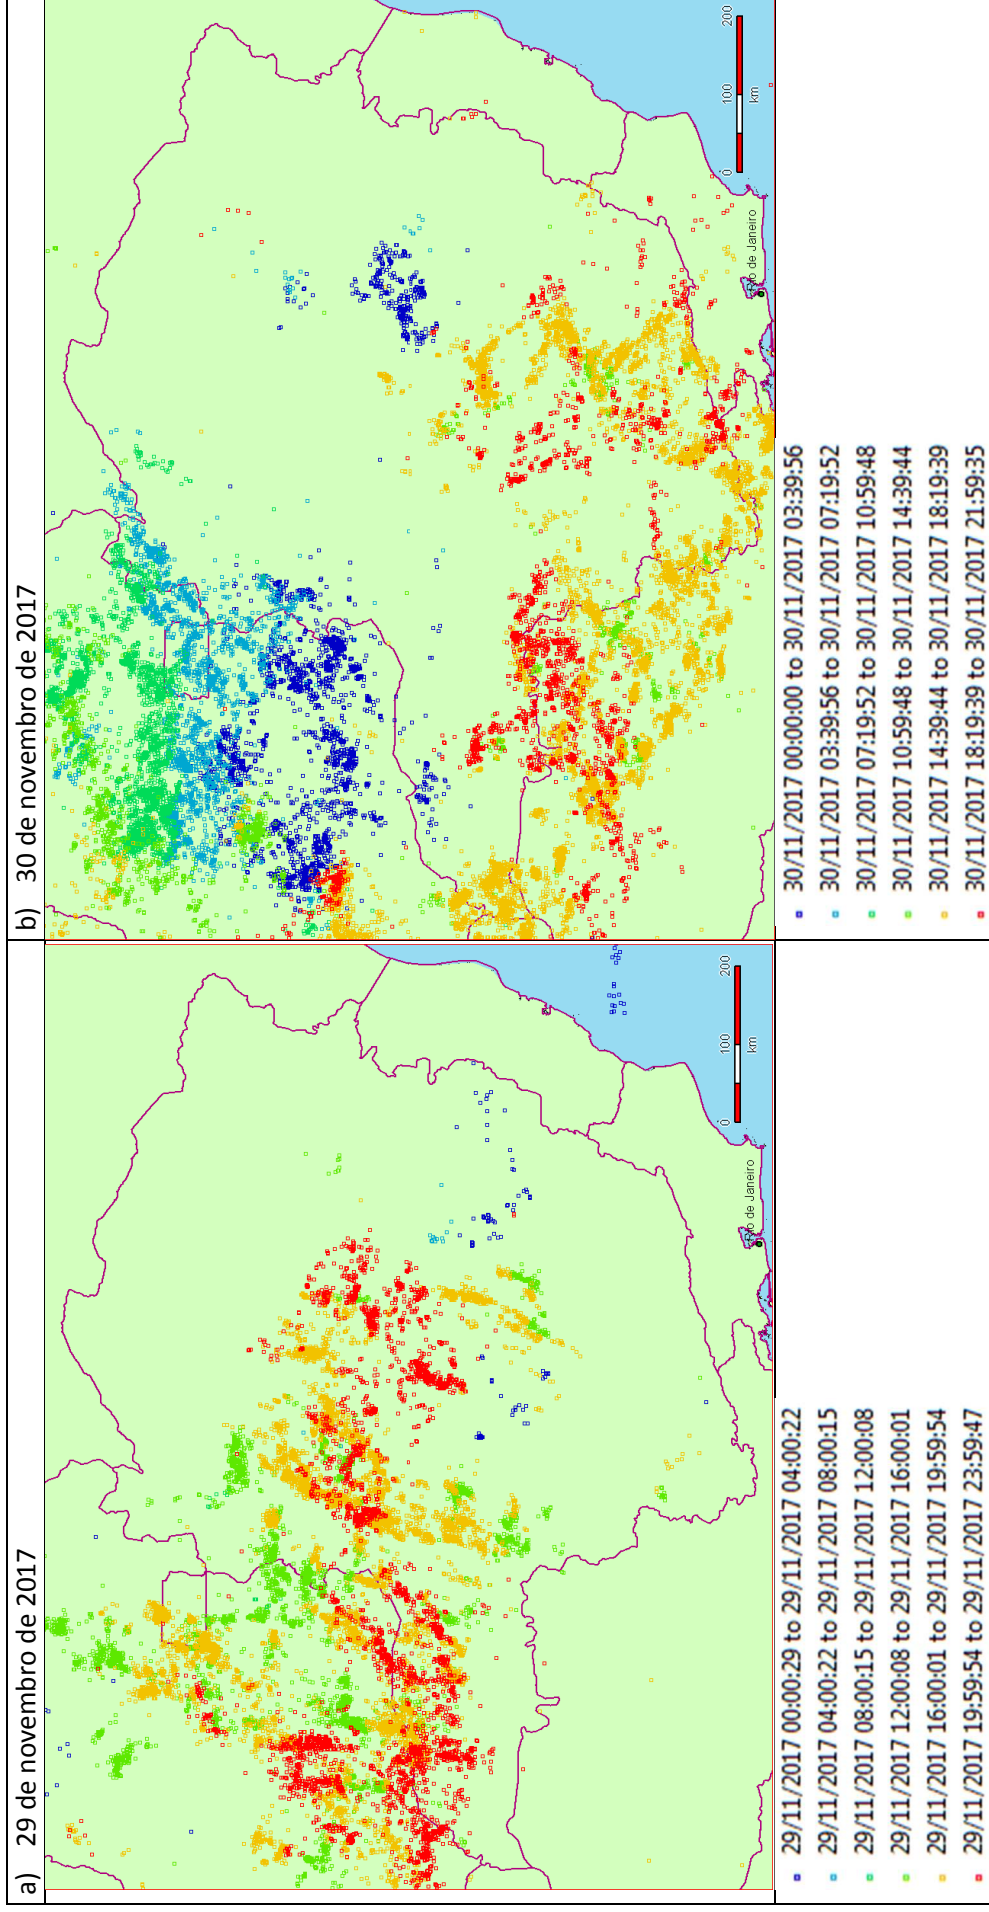 a) 29 de novembro de 2017
Rio de Janeiro
0 100 200
km
29/11/2017 00:00:29 to 29/11/2017 04:00:22
29/11/2017 04:00:22 to 29/11/2017 08:00:15
29/11/2017 08:00:15 to 29/11/2017 12:00:08
29/11/2017 12:00:08 to 29/11/2017 16:00:01
29/11/2017 16:00:01 to 29/11/2017 19:59:54
29/11/2017 19:59:54 to 29/11/2017 23:59:47
b) 30 de novembro de 2017
Rio de Janeiro
0 100 200
km
30/11/2017 00:00:00 to 30/11/2017 03:39:56
30/11/2017 03:39:56 to 30/11/2017 07:19:52
30/11/2017 07:19:52 to 30/11/2017 10:59:48
30/11/2017 10:59:48 to 30/11/2017 14:39:44
30/11/2017 14:39:44 to 30/11/2017 18:19:39
30/11/2017 18:19:39 to 30/11/2017 21:59:35